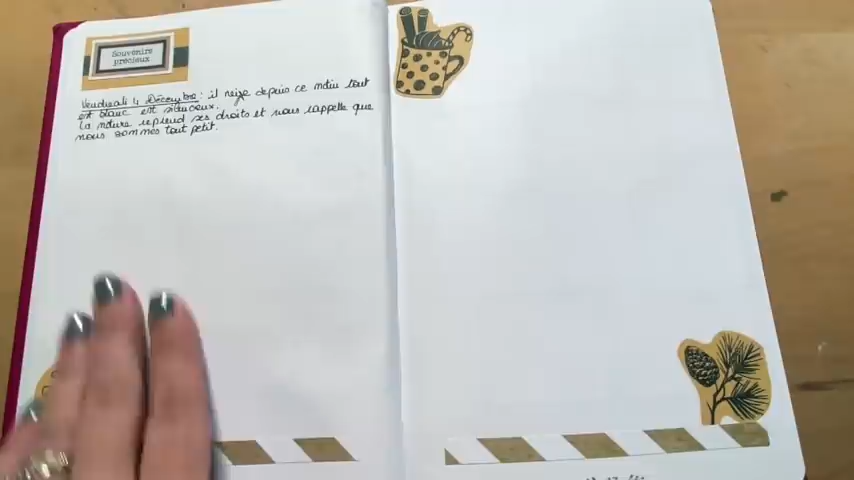 Souvenirs
précieux
Vendredi 4 Décembre : il neige depuis ce matin tout
est blanc est silencieux.
La nature reprend ses droits et nous rappelle que
nous sommes tout petit.